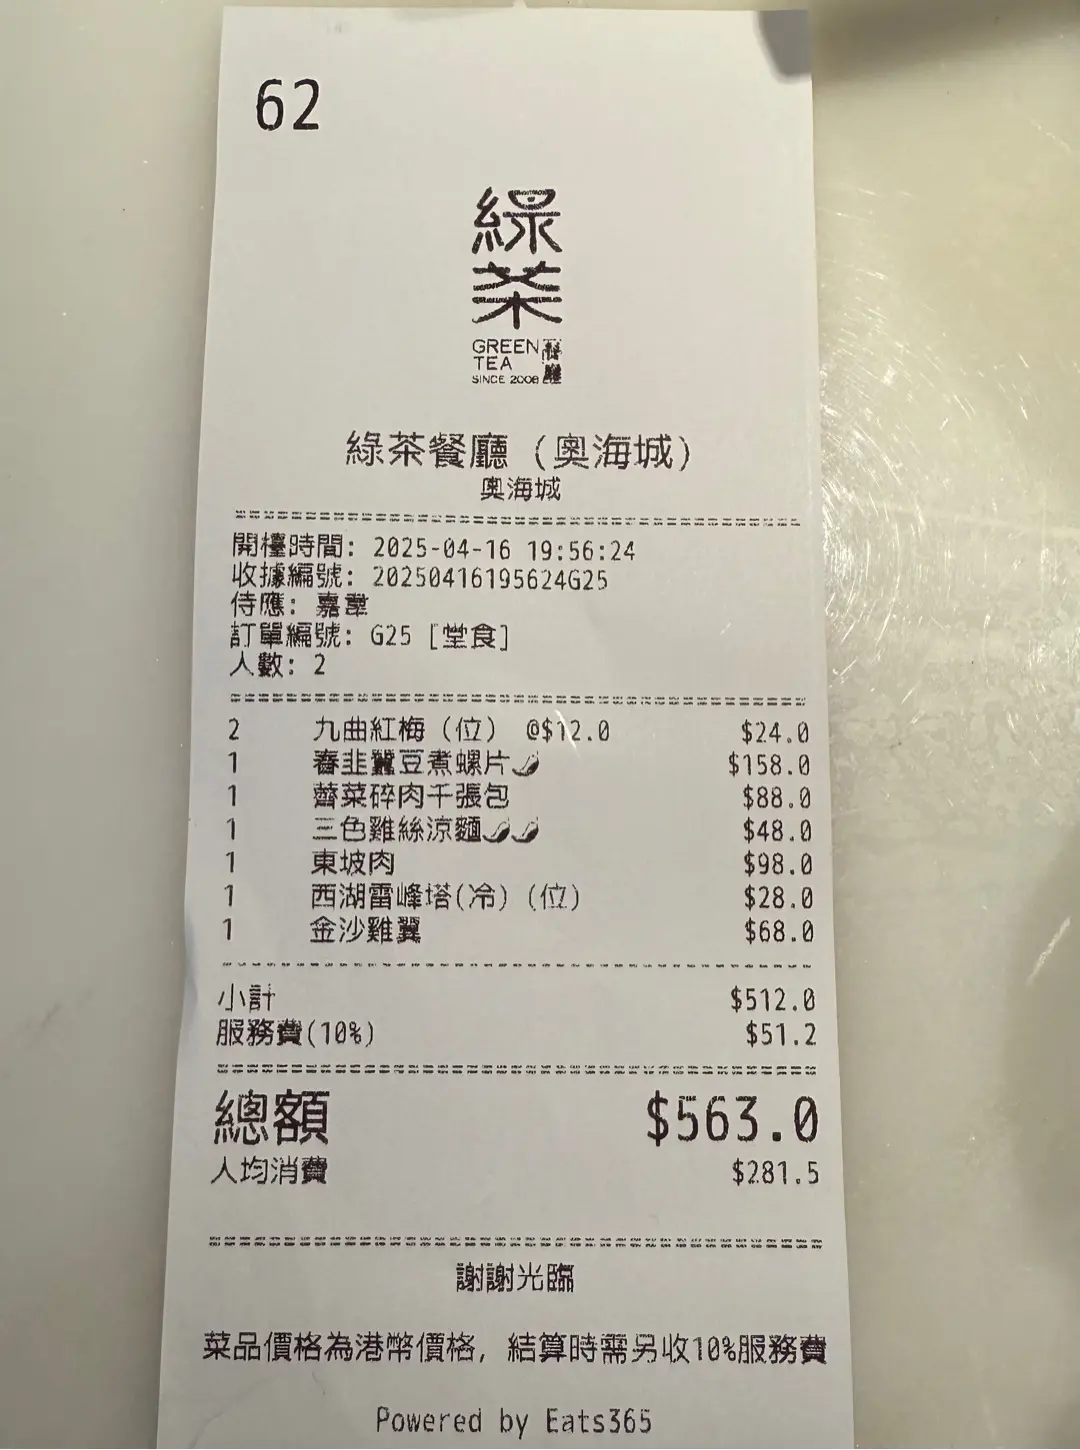 62
綠茶
GREEN
TEA
餐廳
SINCE 2008
綠茶餐廳（奧海城）
奧海城
開檯時間: 2025-04-16 19:56:24
收據編號: 20250416195624G25
侍應: 嘉韋
訂單編號: G25 [堂食]
人數: 2
2 九曲紅梅（位） @$12.0 $24.0
1 春韭蠶豆煮螺片🌶 $158.0
1 薺菜碎肉千張包 $88.0
1 三色雞絲涼麵🌶🌶 $48.0
1 東坡肉 $98.0
1 西湖雷峰塔(冷)（位） $28.0
1 金沙雞翼 $68.0
小計 $512.0
服務費(10%) $51.2
總額 $563.0
人均消費 $281.5
謝謝光臨
菜品價格為港幣價格, 結算時需另收10%服務費
Powered by Eats365